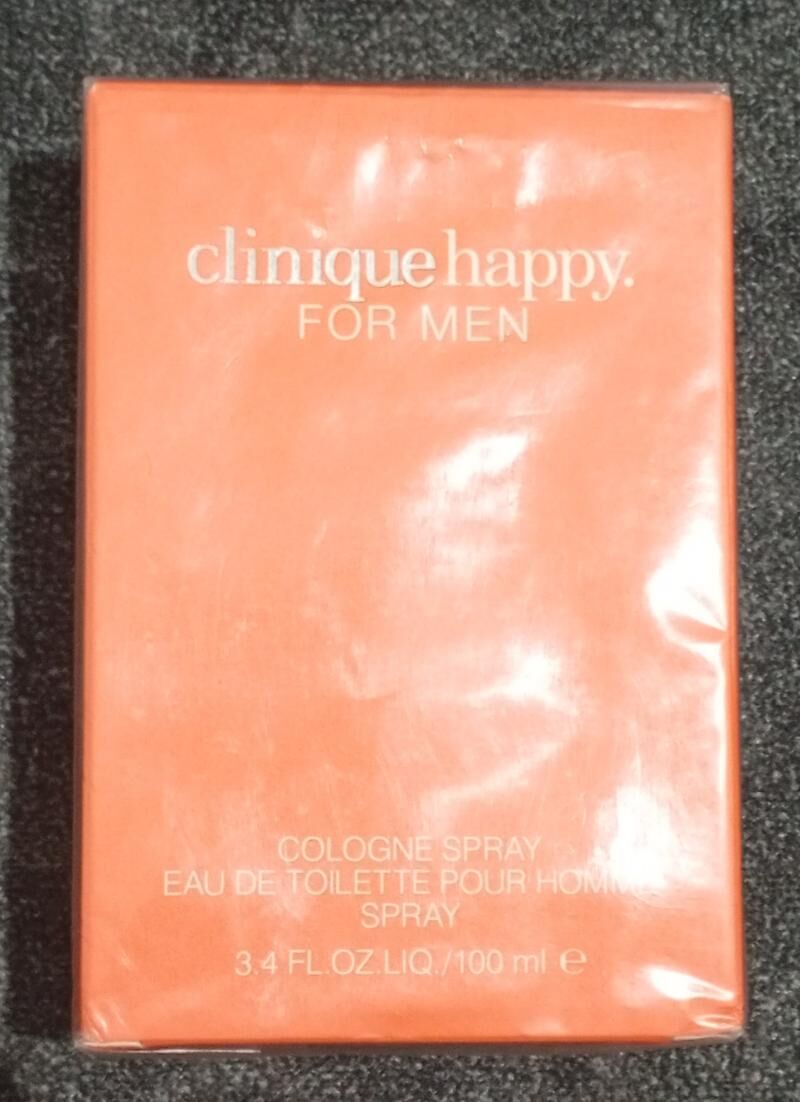 clinique happy.
FOR MEN
COLOGNE SPRAY
EAU DE TOILETTE POUR HOMME
SPRAY
3.4 FL.OZ.LIQ./100 ml ℮